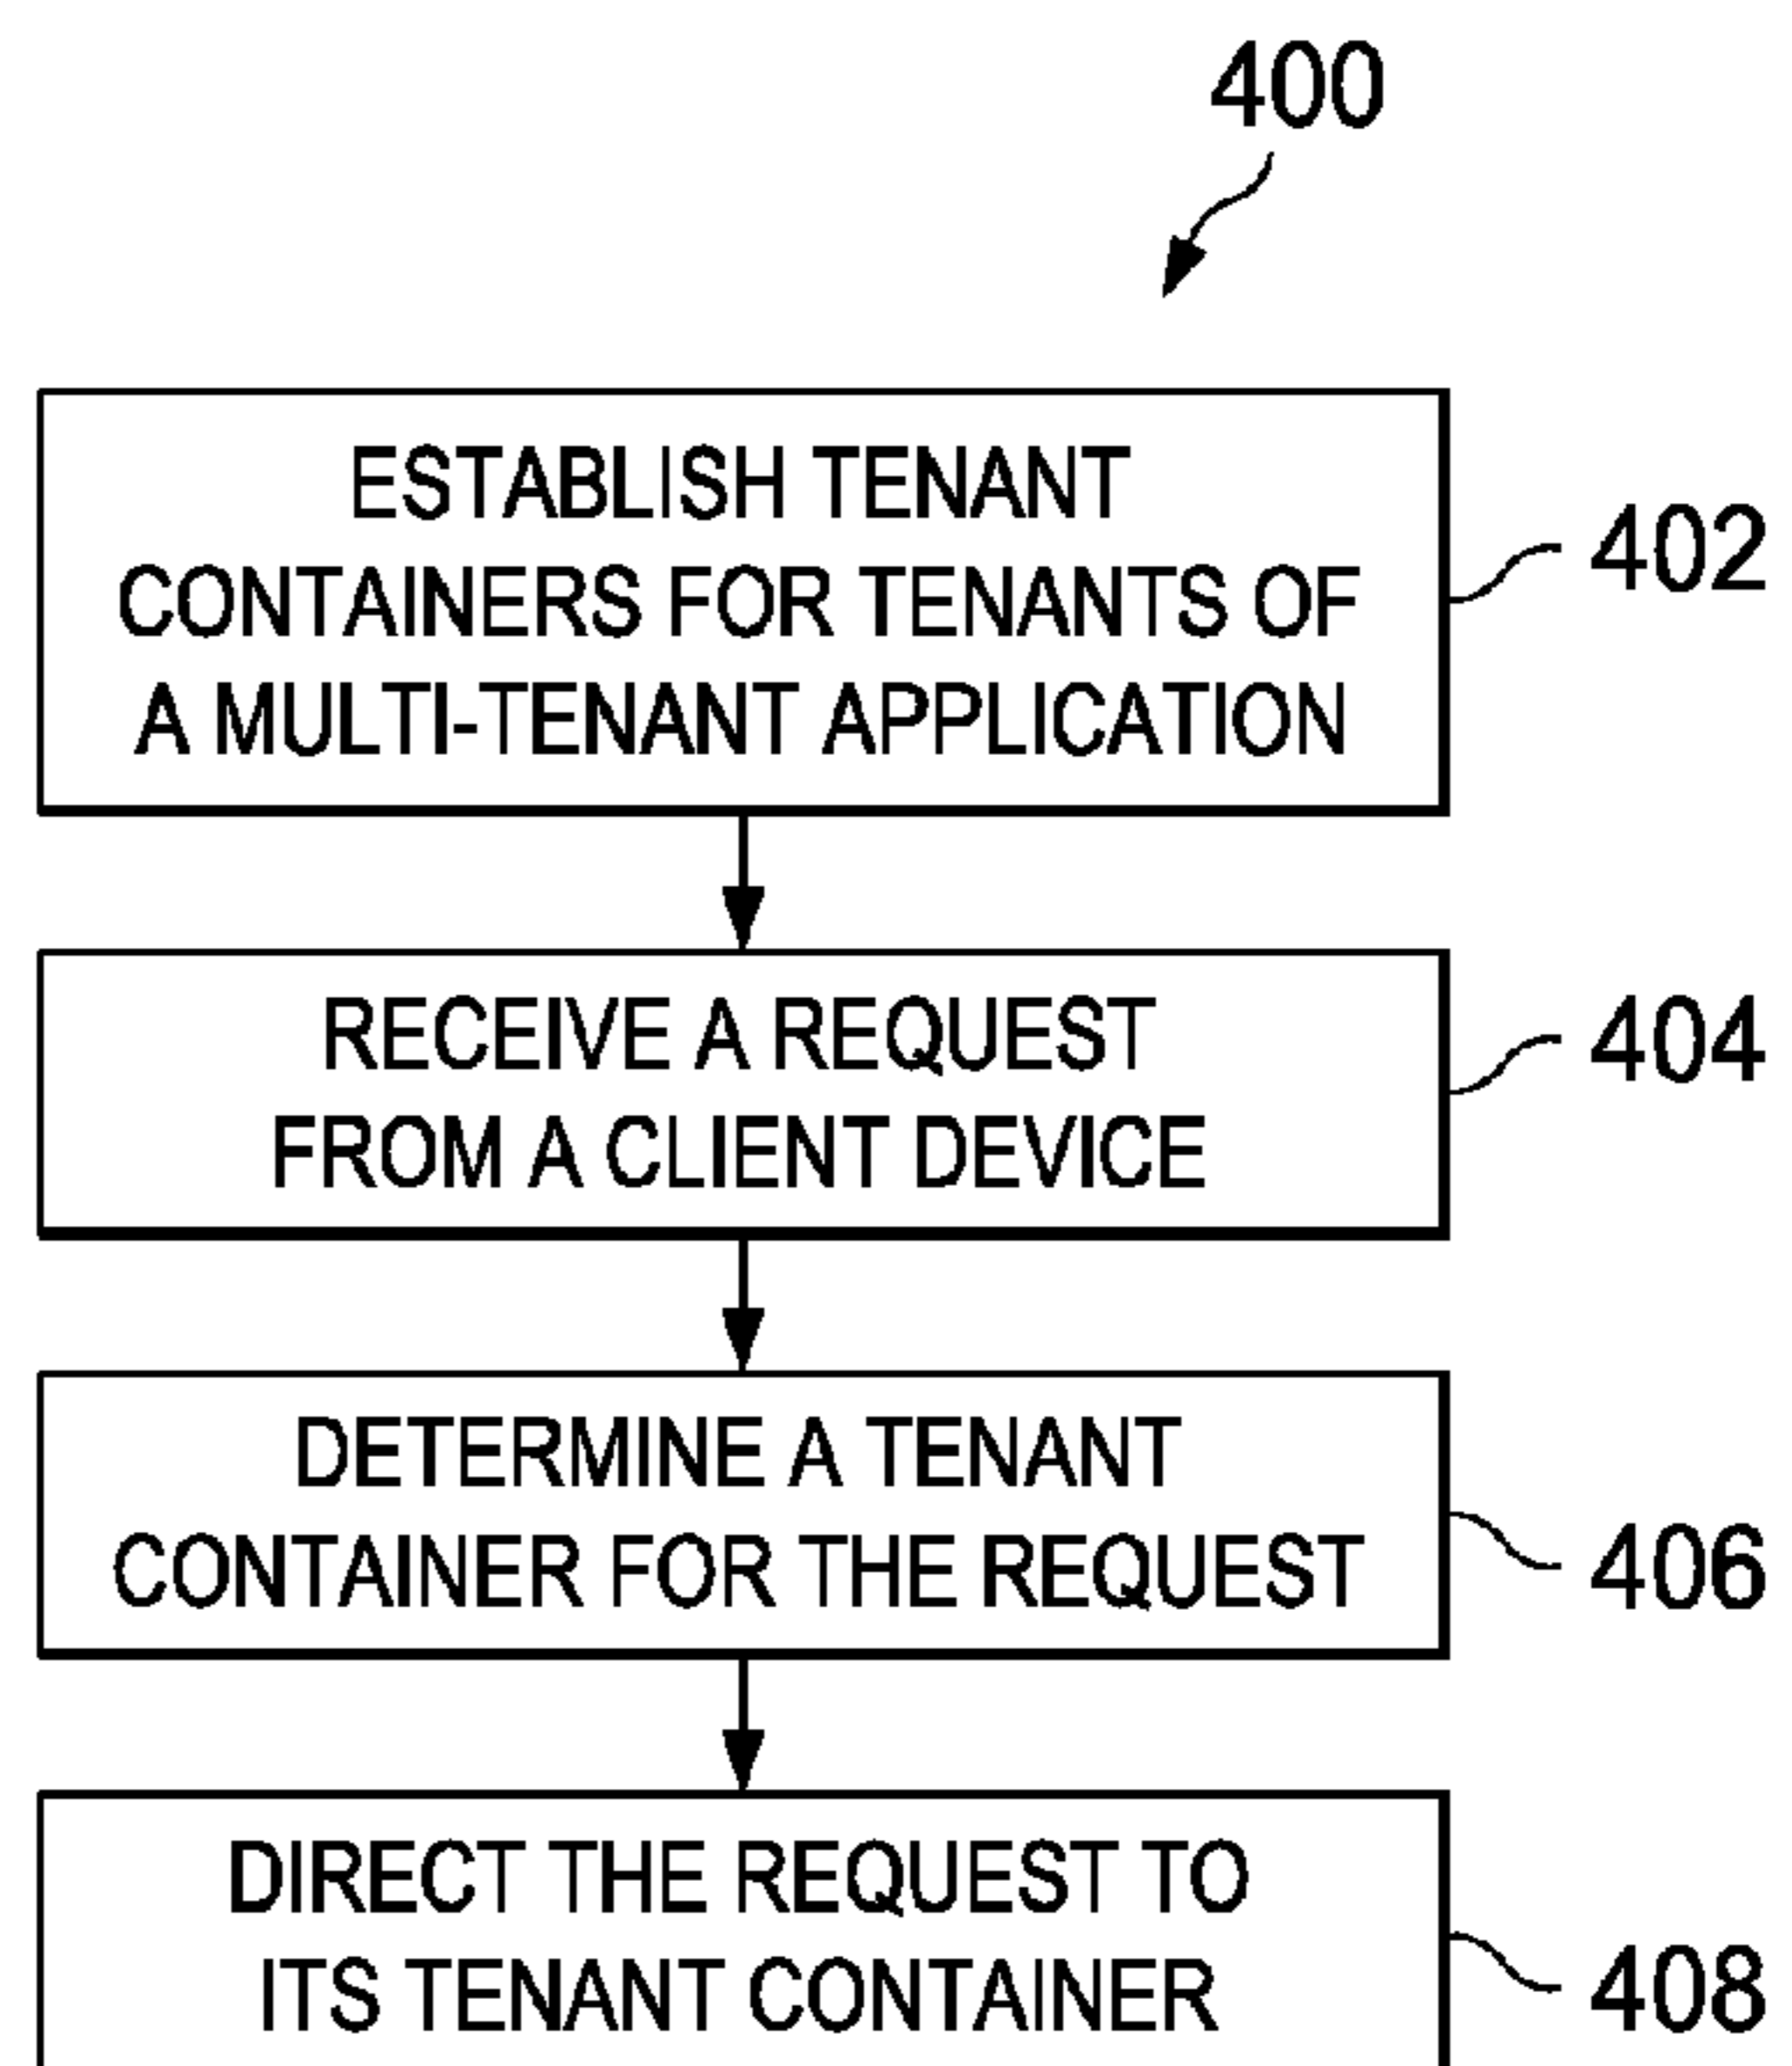 400
ESTABLISH TENANT
CONTAINERS FOR TENANTS OF
A MULTI-TENANT APPLICATION
402
RECEIVE A REQUEST
FROM A CLIENT DEVICE
404
DETERMINE A TENANT
CONTAINER FOR THE REQUEST
406
DIRECT THE REQUEST TO
ITS TENANT CONTAINER
408